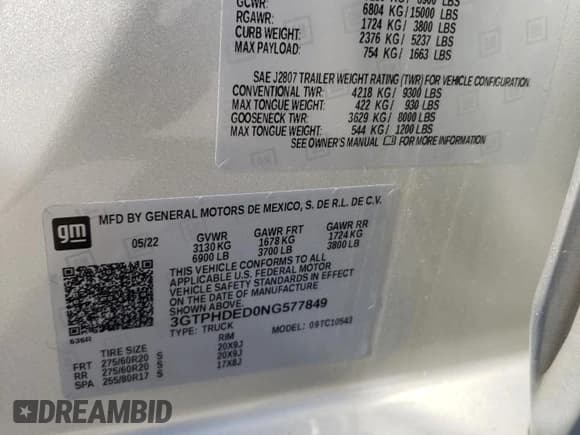 GCWR: 6804 KG/15000 LBS
RGAWR: 1724 KG / 3800 LBS
CURB WEIGHT: 2376 KG / 5237 LBS
MAX PAYLOAD: 754 KG / 1663 LBS
SAE J2807 TRAILER WEIGHT RATING (TWR) FOR VEHICLE CONFIGURATION.
CONVENTIONAL TWR: 4218 KG/ 9300 LBS
MAX TONGUE WEIGHT: 422 KG / 930 LBS
GOOSENECK TWR: 3629 KG/ 8000 LBS
MAX TONGUE WEIGHT: 544 KG / 1200 LBS
SEE OWNER'S MANUAL FOR MORE INFORMATION
gm
MFD BY GENERAL MOTORS DE MEXICO, S. DE R.L. DE C.V.
05/22 GVWR GAWR FRT GAWR RR
3130 KG 1678 KG 1724 KG
6900 LB 3700 LB 3800 LB
THIS VEHICLE CONFORMS TO ALL
APPLICABLE U.S. FEDERAL MOTOR
VEHICLE SAFETY STANDARDS IN EFFECT
ON THE DATE OF MANUFACTURE
SHOWN ABOVE.
3GTPHDED0NG577849
TYPE: TRUCK MODEL: 09TC10543
636R
TIRE SIZE RIM
FRT 275/60R20 S 20X9J
RR 275/60R20 S 20X9J
SPA 255/80R17 S 17X8J
DREAMBID